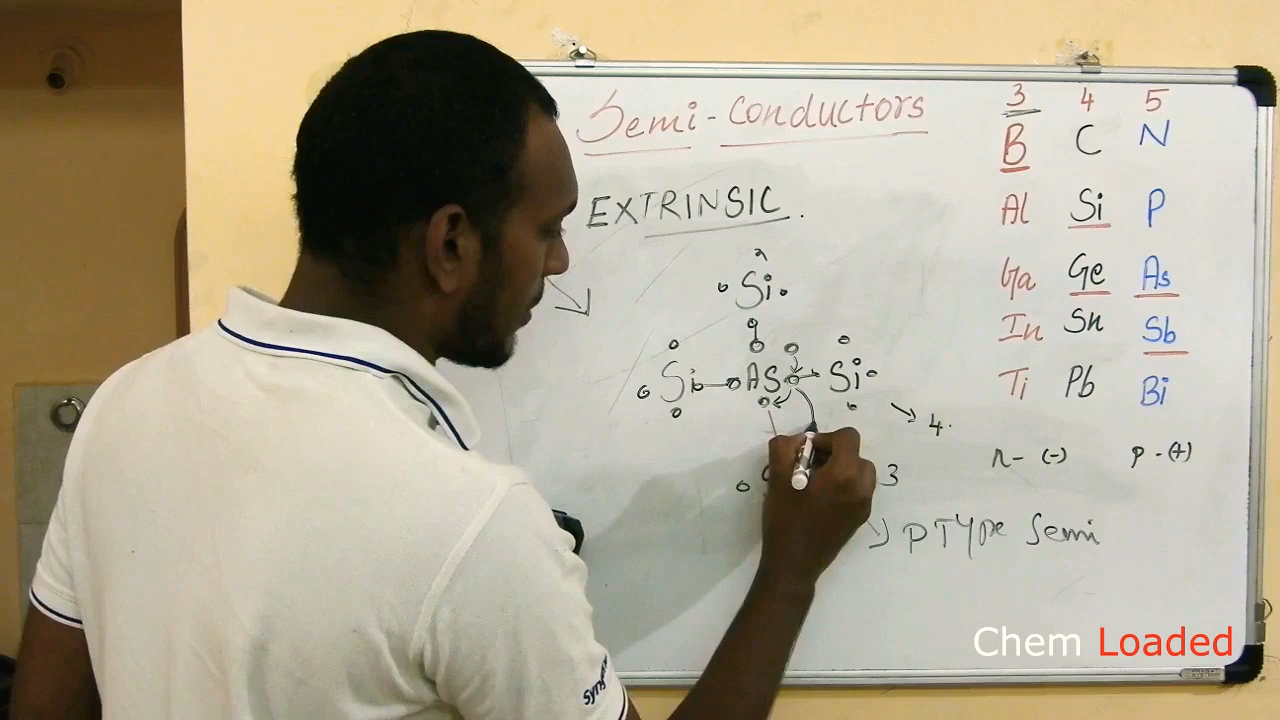 Semi-conductors
3 4 5
B C N
EXTRINSIC.
Al Si P
Ga Ge As
Si
In Sn Sb
Si AS Si
Ti Pb Bi
4.
n- (-) p-(+)
3
P Type Semi
Chem Loaded